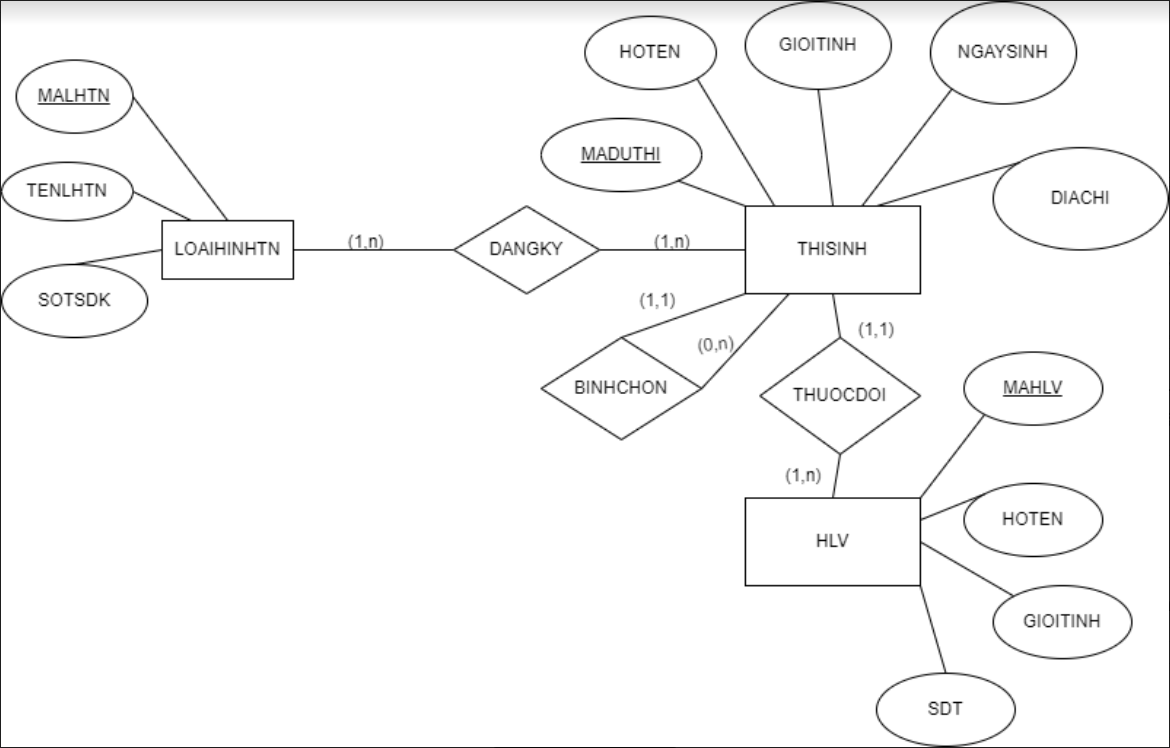 HOTEN
GIOITINH
NGAYSINH
MALHTN
MADUTHI
TENLHTN
DIACHI
LOAIHINHTN
(1,n)
DANGKY
(1,n)
THISINH
SOTSDK
(1,1)
(0,n)
(1,1)
BINHCHON
THUOCDOI
MAHLV
(1,n)
HLV
HOTEN
GIOITINH
SDT